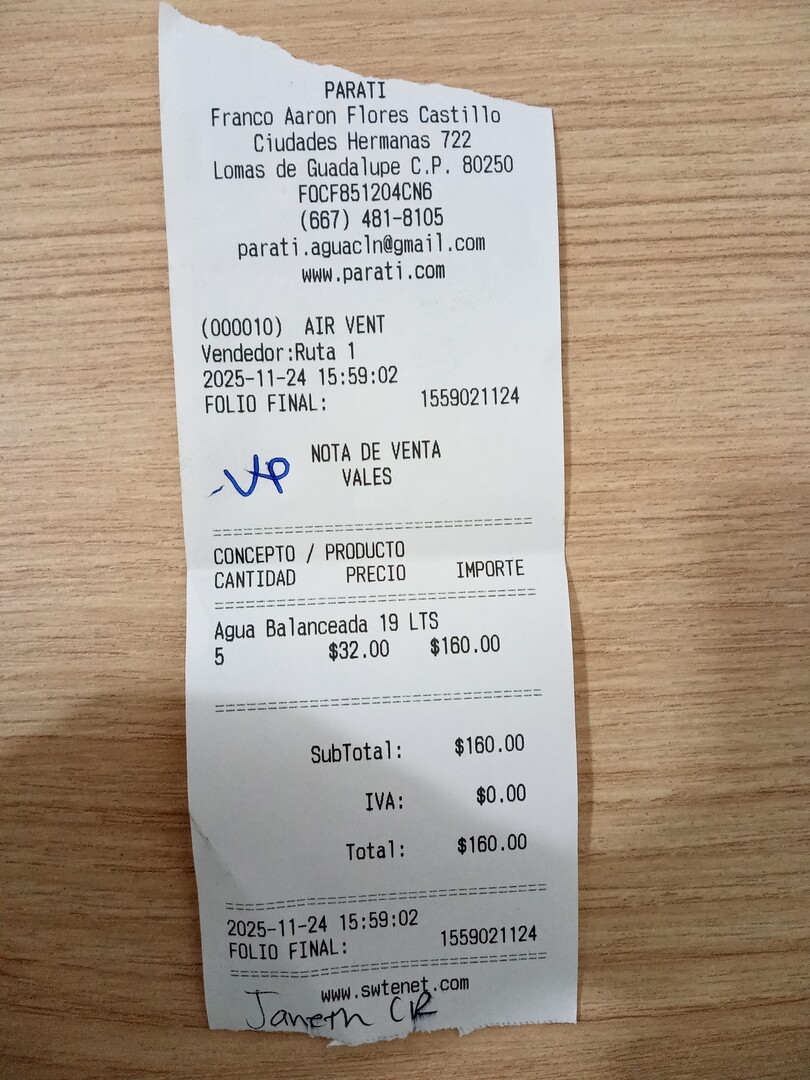 PARATI
Franco Aaron Flores Castillo
Ciudades Hermanas 722
Lomas de Guadalupe C.P. 80250
FOCF851204CN6
(667) 481-8105
parati.aguacln@gmail.com
www.parati.com
(000010) AIR VENT
Vendedor:Ruta 1
2025-11-24 15:59:02
FOLIO FINAL: 1559021124
NOTA DE VENTA
VALES
CONCEPTO / PRODUCTO
CANTIDAD PRECIO IMPORTE
Agua Balanceada 19 LTS
5 $32.00 $160.00
SubTotal: $160.00
IVA: $0.00
Total: $160.00
2025-11-24 15:59:02
FOLIO FINAL: 1559021124
www.swtenet.com
Janeth CR